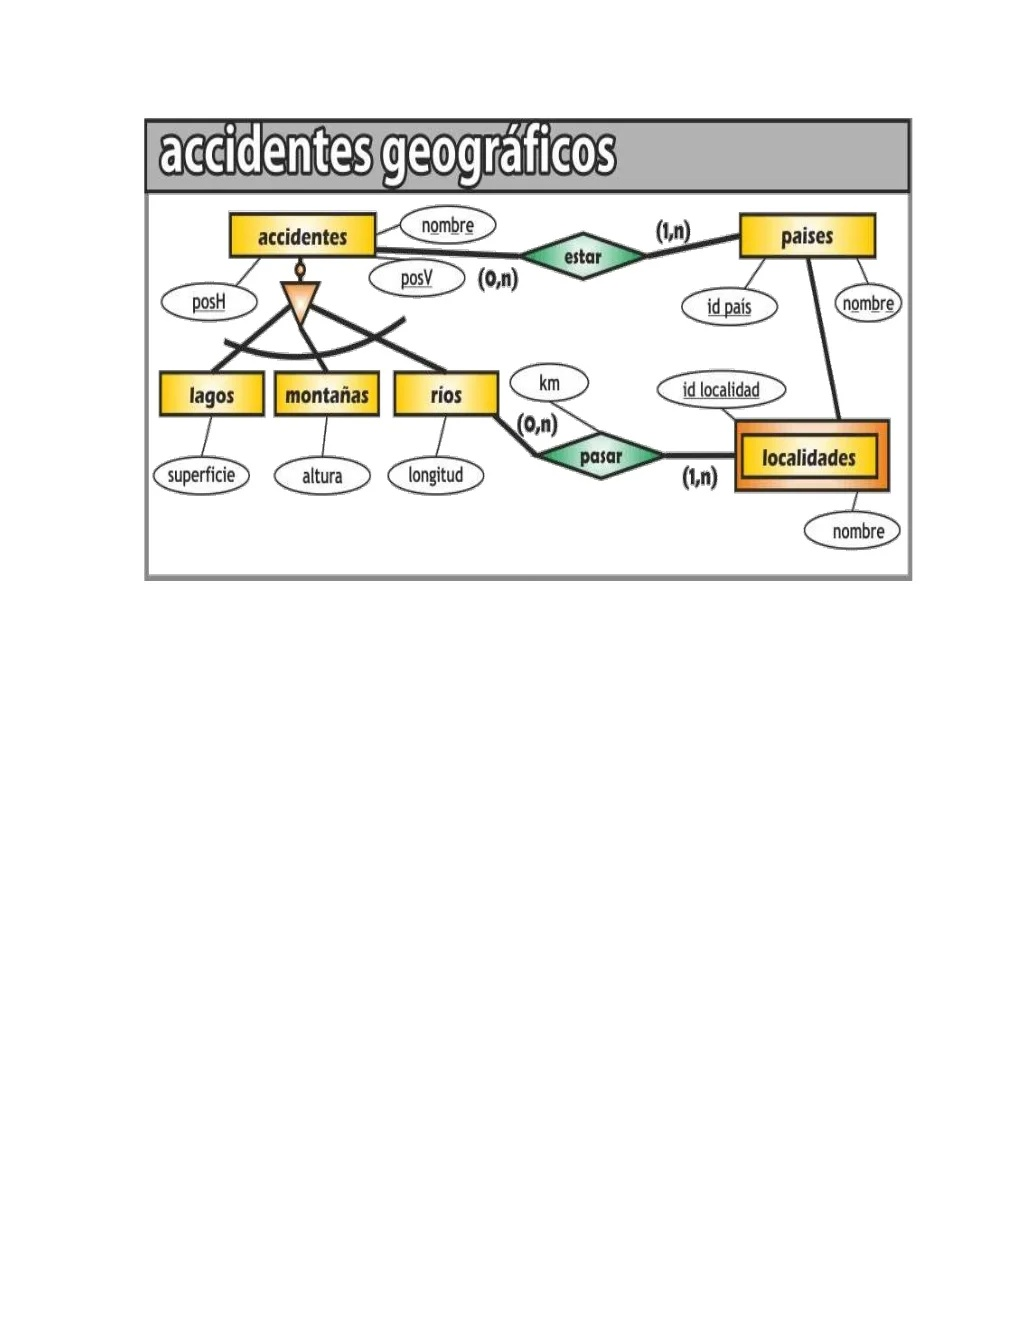 accidentes geográficos
accidentes
nombre
posV
posH
(0,n)
estar
(1,n)
paises
id país
nombre
lagos
montañas
ríos
km
id localidad
(0,n)
pasar
(1,n)
localidades
superficie
altura
longitud
nombre